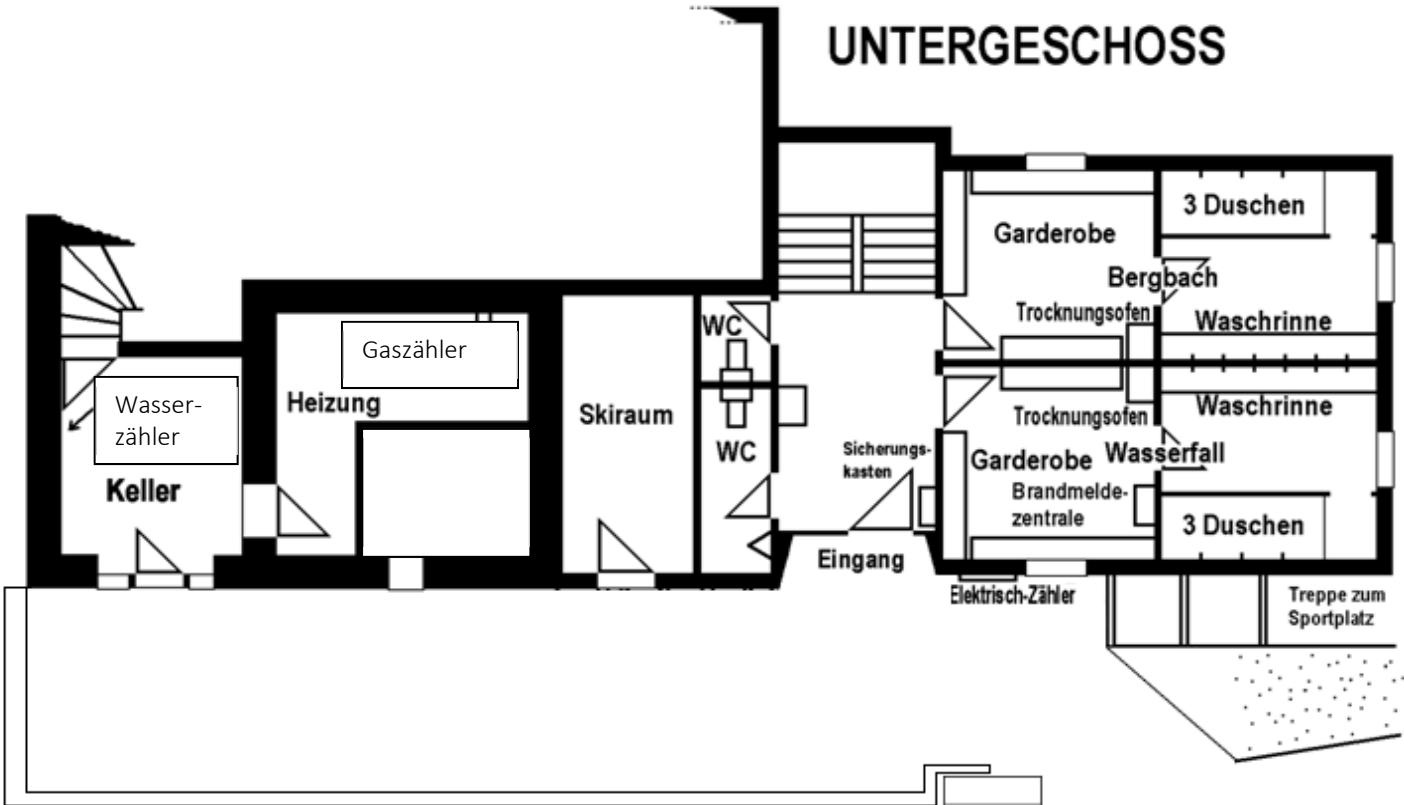 UNTERGESCHOSS
3 Duschen
Garderobe
Bergbach
Trocknungsofen
Waschrinne
WC
Gaszähler
Wasser-
zähler
Heizung
Skiraum
Keller
WC
Trocknungsofen
Waschrinne
Sicherungs-
kasten
Garderobe
Wasserfall
Brandmelde-
zentrale
3 Duschen
Eingang
Elektrisch-Zähler
Treppe zum
Sportplatz